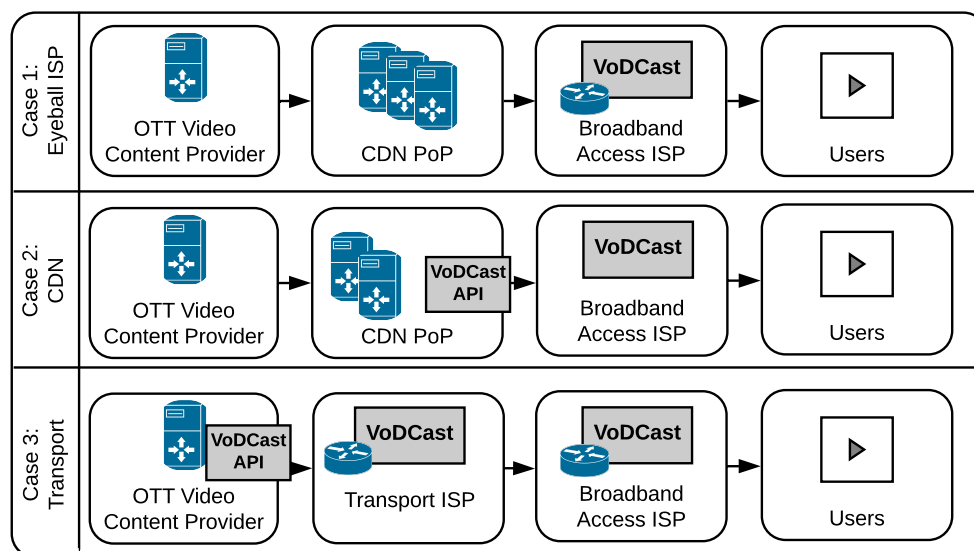 Case 1:
Eyeball ISP
OTT Video
Content Provider
CDN PoP
VoDCast
Broadband
Access ISP
Users
Case 2:
CDN
OTT Video
Content Provider
VoDCast
API
CDN PoP
VoDCast
Broadband
Access ISP
Users
Case 3:
Transport
VoDCast
API
OTT Video
Content Provider
VoDCast
Transport ISP
VoDCast
Broadband
Access ISP
Users